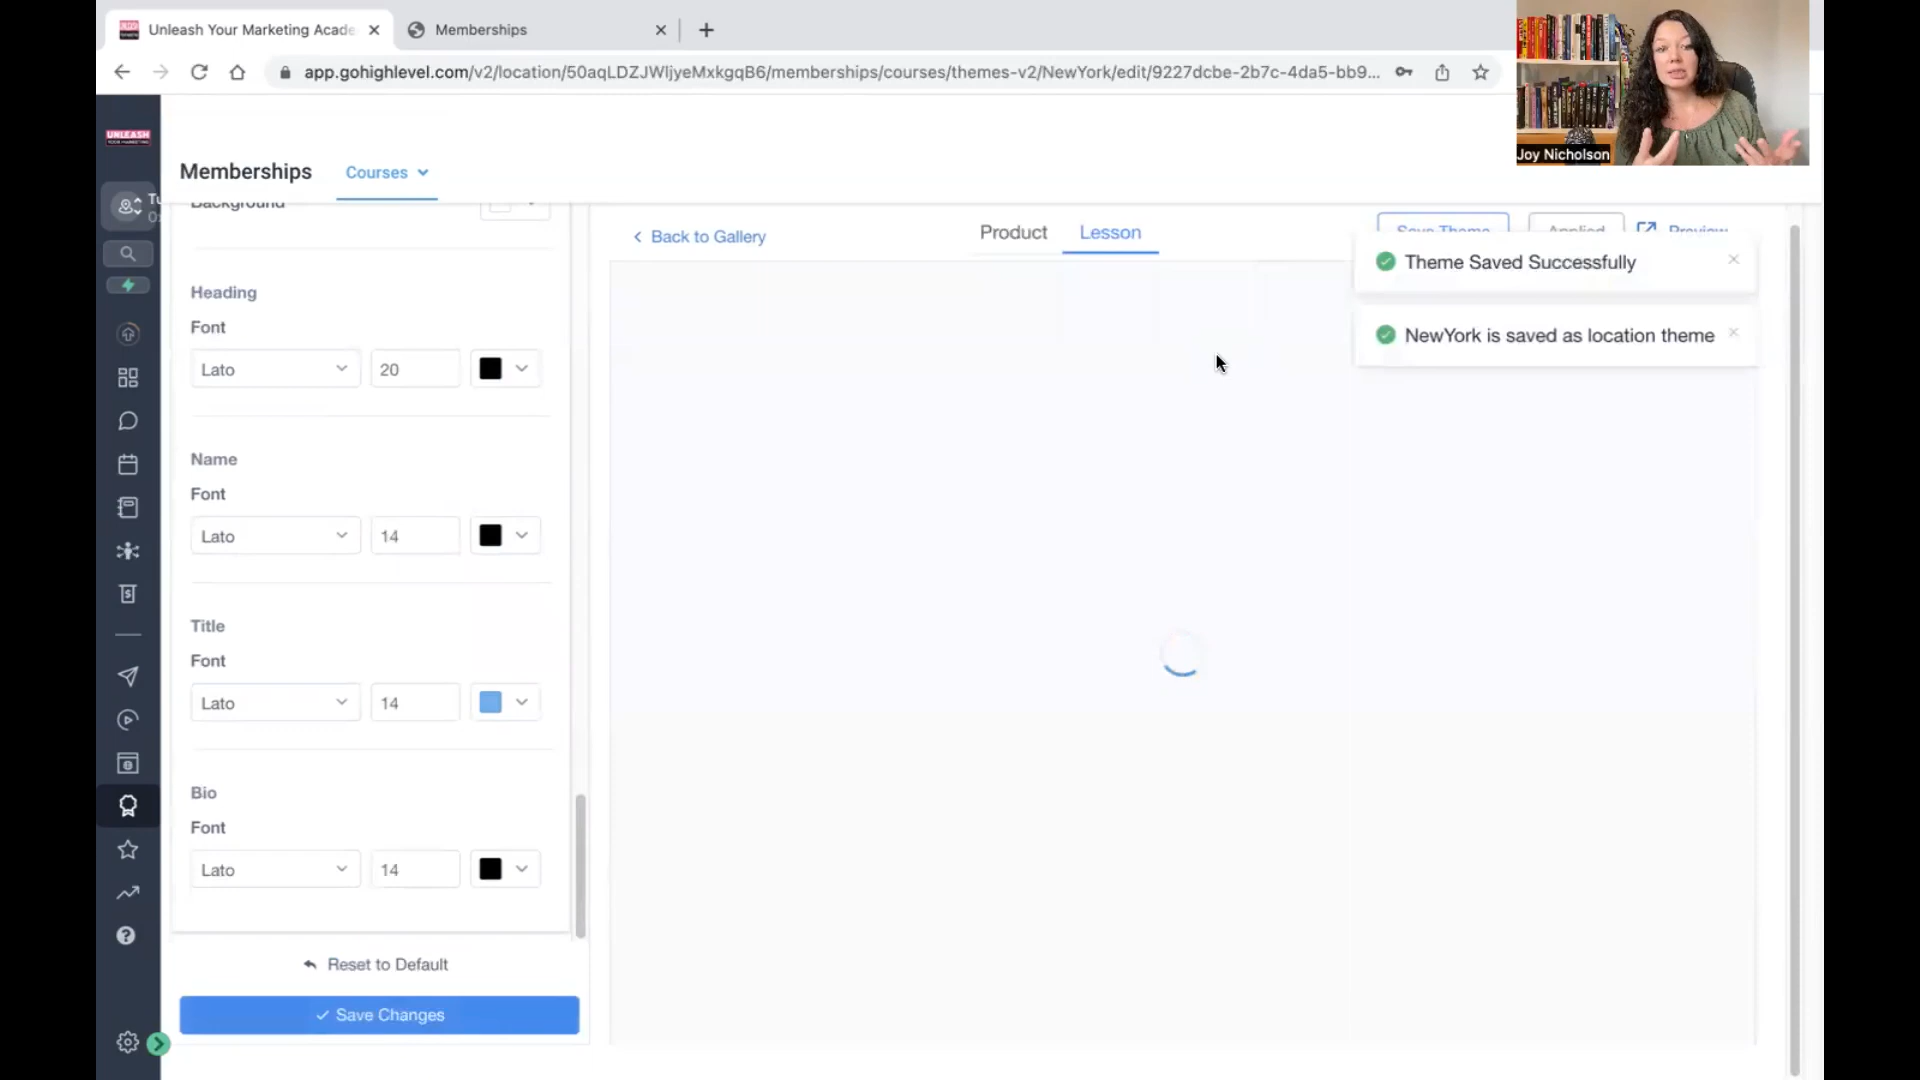 Unleash Your Marketing Acade
Memberships
app.gohighlevel.com/v2/location/50aqLDZJWljyeMxkgqB6/memberships/courses/themes-v2/NewYork/edit/9227dcbe-2b7c-4da5-bb9...
Joy Nicholson
UNLEASH
YOUR MARKETING
Memberships
Courses
Background
Back to Gallery
Product
Lesson
Save Theme
Applied
Preview
Theme Saved Successfully
NewYork is saved as location theme
Heading
Font
Lato
20
Name
Font
Lato
14
Title
Font
Lato
14
Bio
Font
Lato
14
Reset to Default
Save Changes